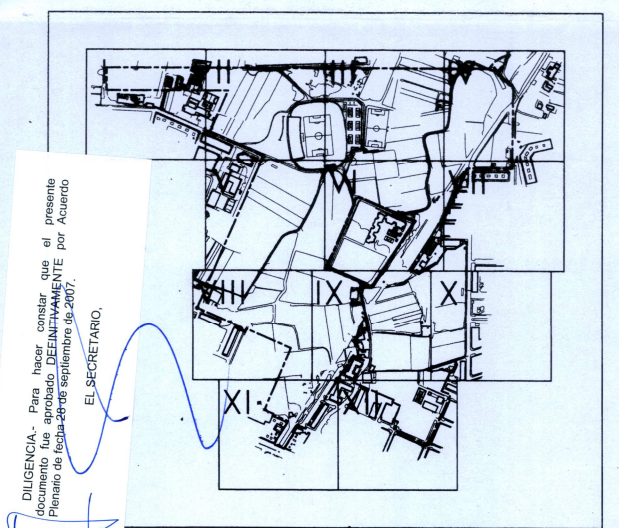 DILIGENCIA.- Para hacer constar que el presente
documento fue aprobado DEFINITIVAMENTE por Acuerdo
Plenario de fecha 28 de septiembre de 2007.
EL SECRETARIO,
II
IX
X
XI